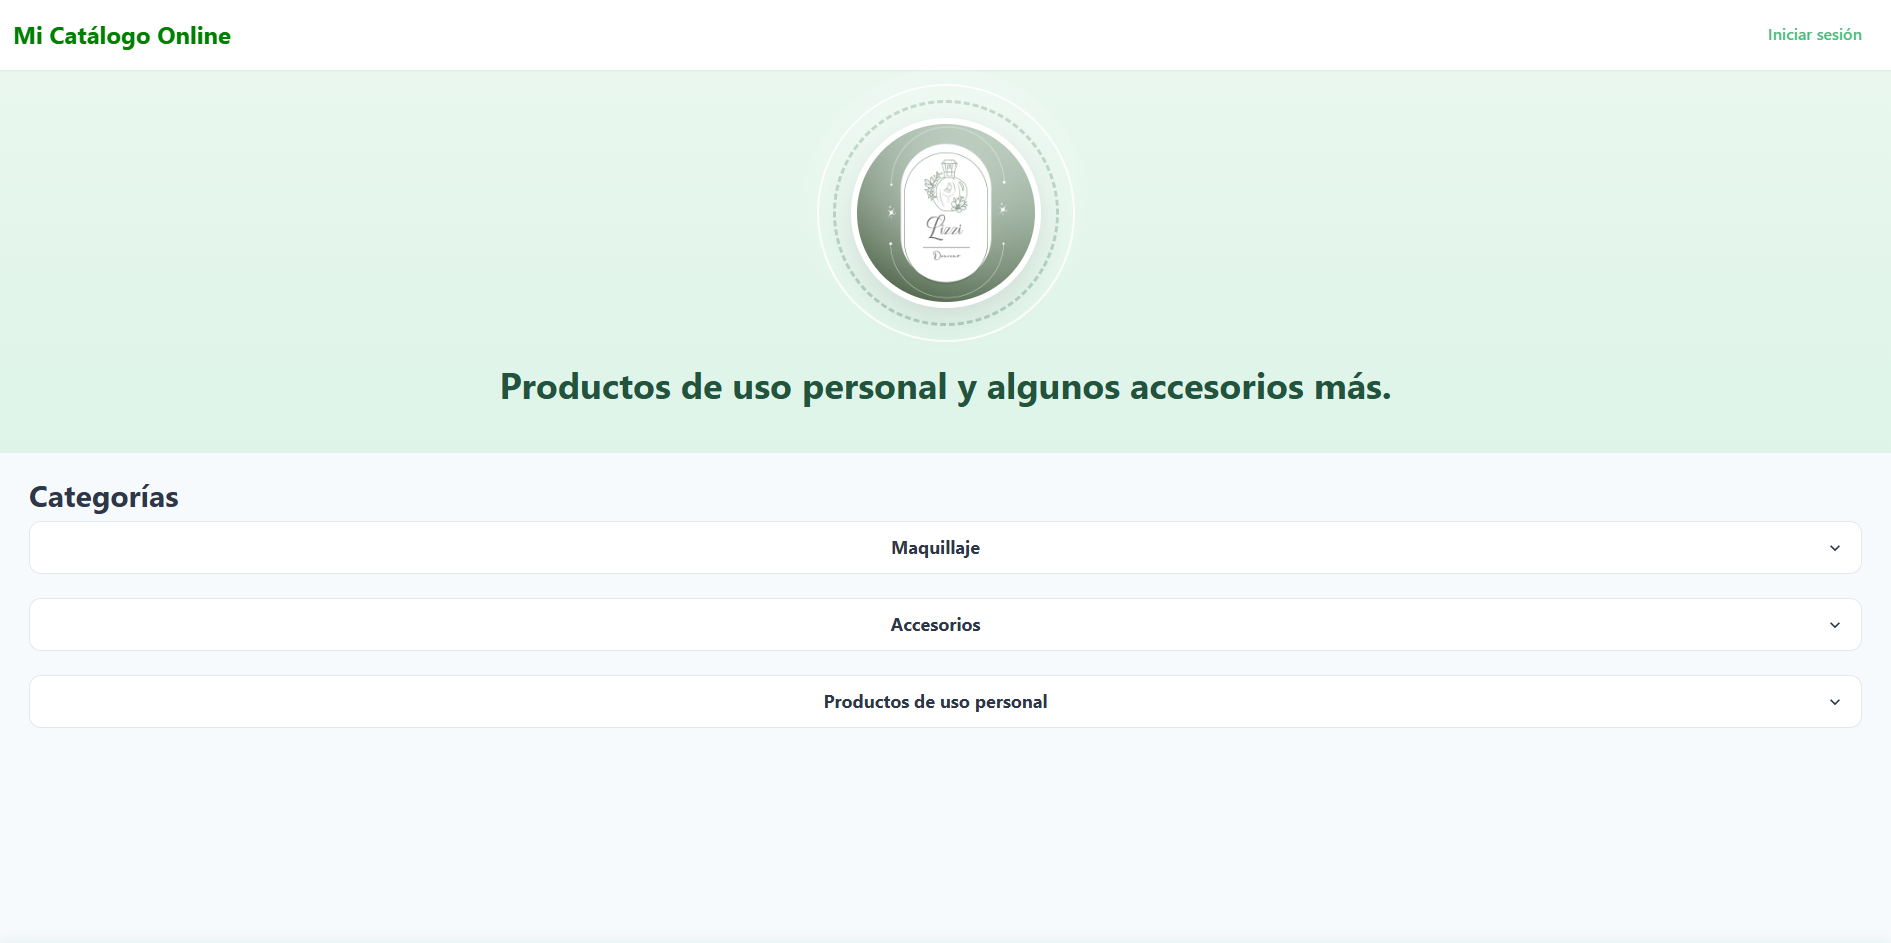 Mi Catálogo Online
Iniciar sesión
Lizzi
Productos de uso personal y algunos accesorios más.
Categorías
Maquillaje
Accesorios
Productos de uso personal